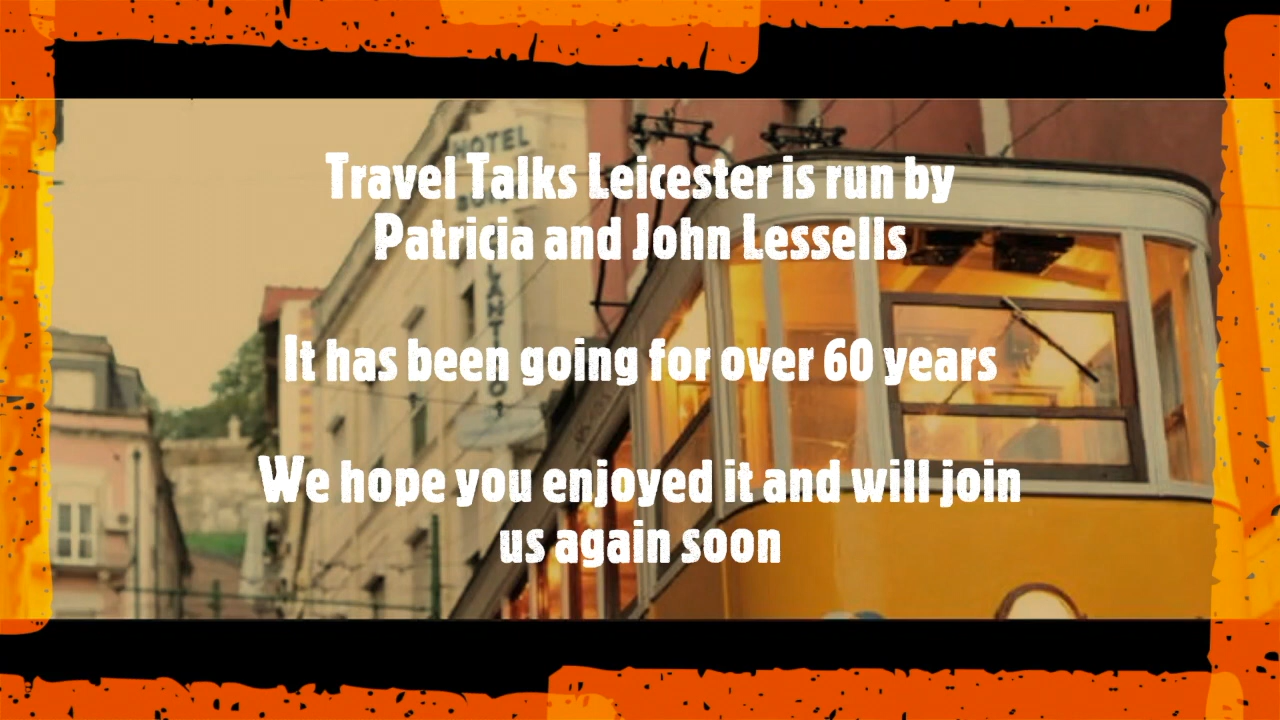 HOTEL
Travel Talks Leicester is run by
Patricia and John Lessells
It has been going for over 60 years
We hope you enjoyed it and will join
us again soon